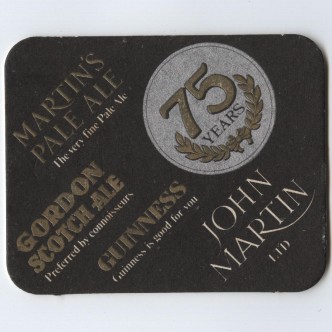 MARTIN'S
PALE ALE
The very fine Pale Ale
75
YEARS
GORDON
SCOTCH ALE
Preferred by connoisseurs
GUINNESS
Guinness is good for you
JOHN
MARTIN
LTD